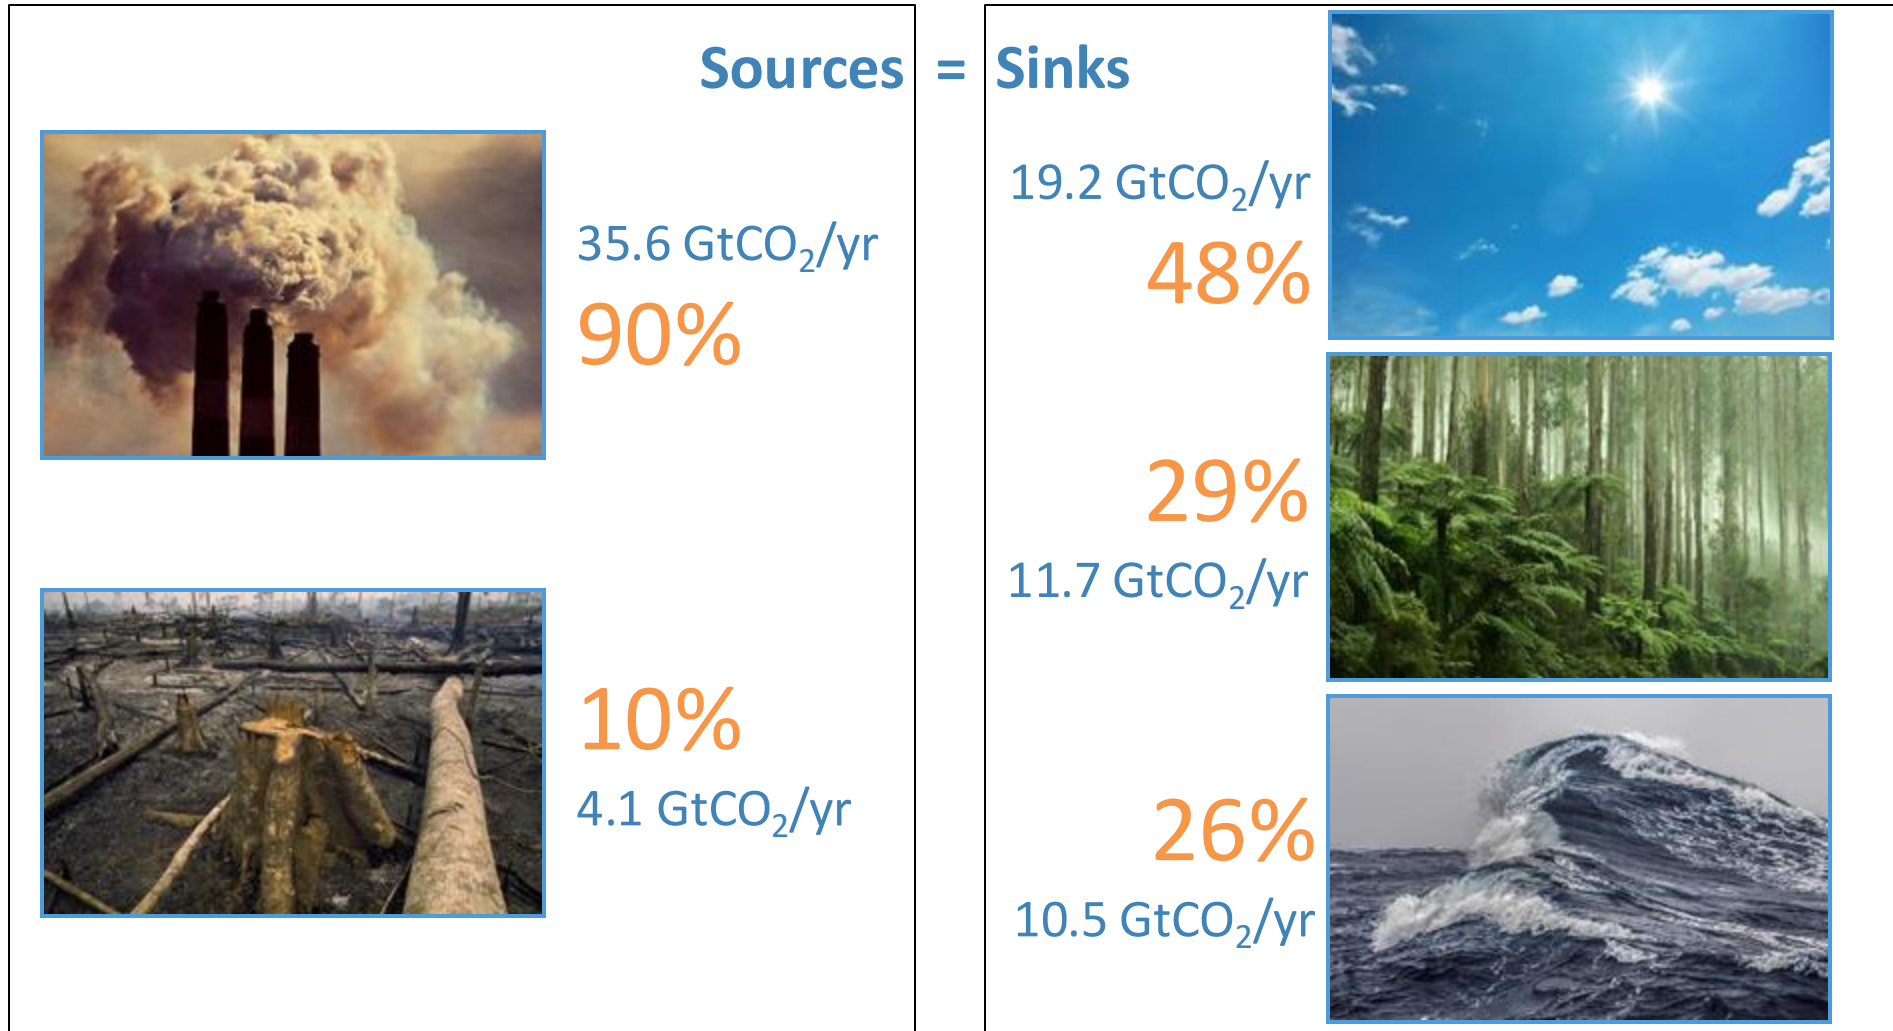 Sources = Sinks
35.6 GtCO₂/yr
90%
10%
4.1 GtCO₂/yr
19.2 GtCO₂/yr
48%
29%
11.7 GtCO₂/yr
26%
10.5 GtCO₂/yr